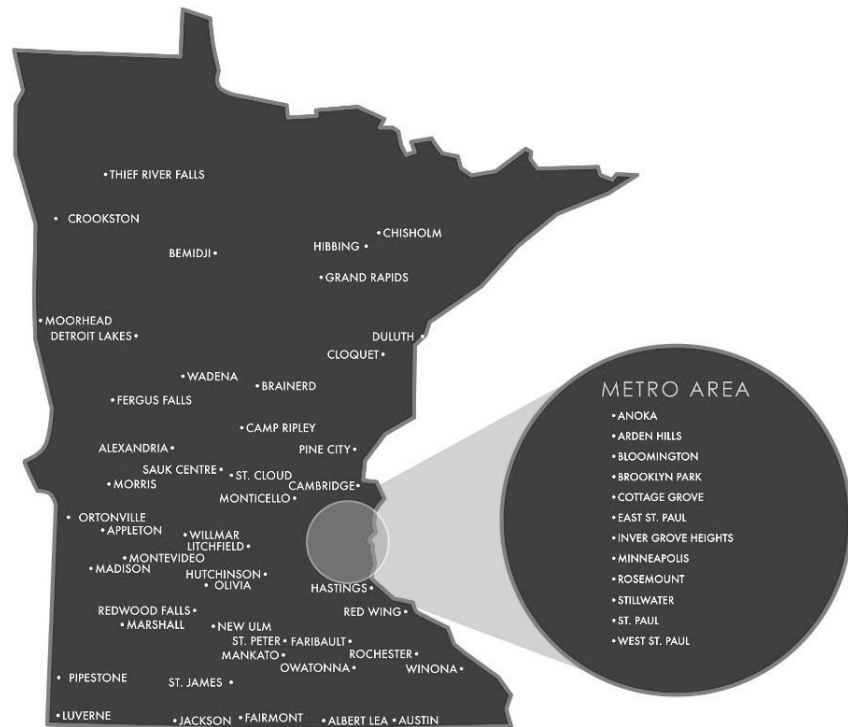 THIEF RIVER FALLS
CROOKSTON
CHISHOLM
HIBBING
BEMIDJI
GRAND RAPIDS
MOORHEAD
DETROIT LAKES
DULUTH
CLOQUET
WADENA
BRAINERD
FERGUS FALLS
CAMP RIPLEY
ALEXANDRIA
PINE CITY
SAUK CENTRE
ST. CLOUD
MORRIS
CAMBRIDGE
MONTICELLO
ORTONVILLE
APPLETON
WILLMAR
LITCHFIELD
MONTEVIDEO
MADISON
HUTCHINSON
OLIVIA
HASTINGS
REDWOOD FALLS
RED WING
MARSHALL
NEW ULM
ST. PETER
FARIBAULT
MANKATO
ROCHESTER
OWATONNA
WINONA
PIPESTONE
ST. JAMES
LUVERNE
JACKSON
FAIRMONT
ALBERT LEA
AUSTIN
METRO AREA
ANOKA
ARDEN HILLS
BLOOMINGTON
BROOKLYN PARK
COTTAGE GROVE
EAST ST. PAUL
INVER GROVE HEIGHTS
MINNEAPOLIS
ROSEMOUNT
STILLWATER
ST. PAUL
WEST ST. PAUL